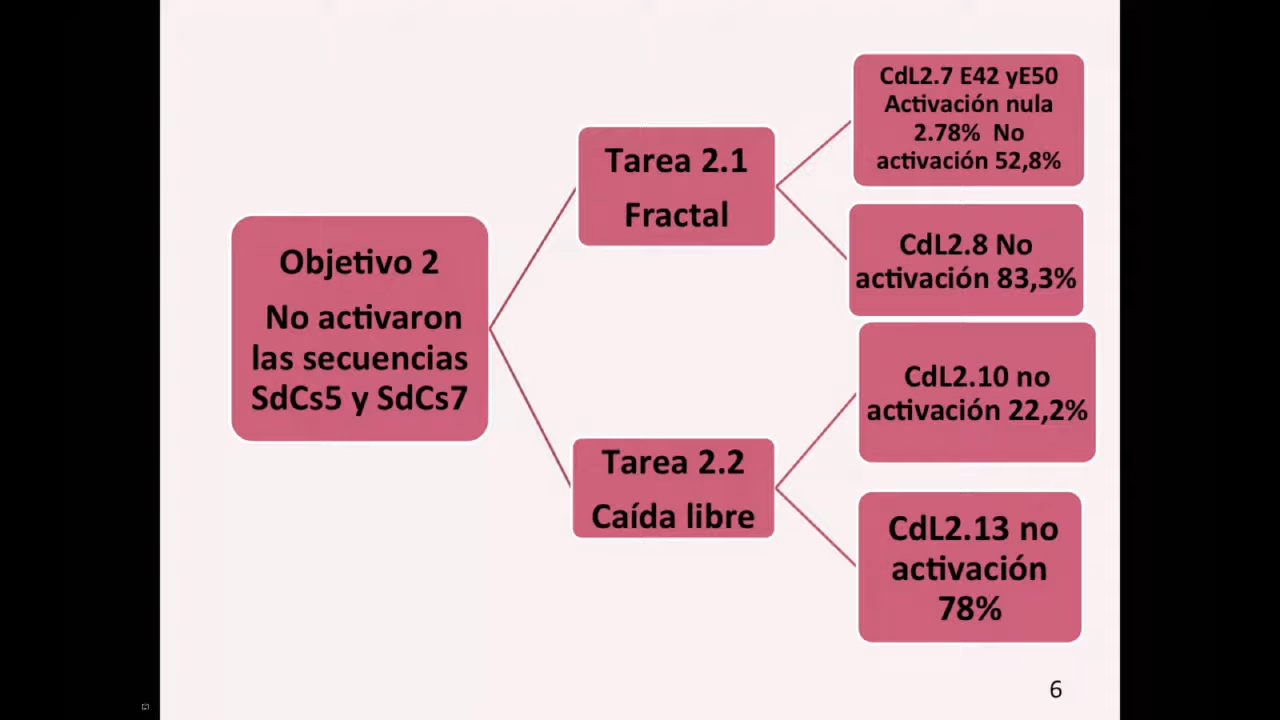 Objetivo 2
No activaron
las secuencias
SdCs5 y SdCs7
Tarea 2.1
Fractal
CdL2.7 E42 yE50
Activación nula
2.78% No
activación 52,8%
CdL2.8 No
activación 83,3%
Tarea 2.2
Caída libre
CdL2.10 no
activación 22,2%
CdL2.13 no
activación
78%
6